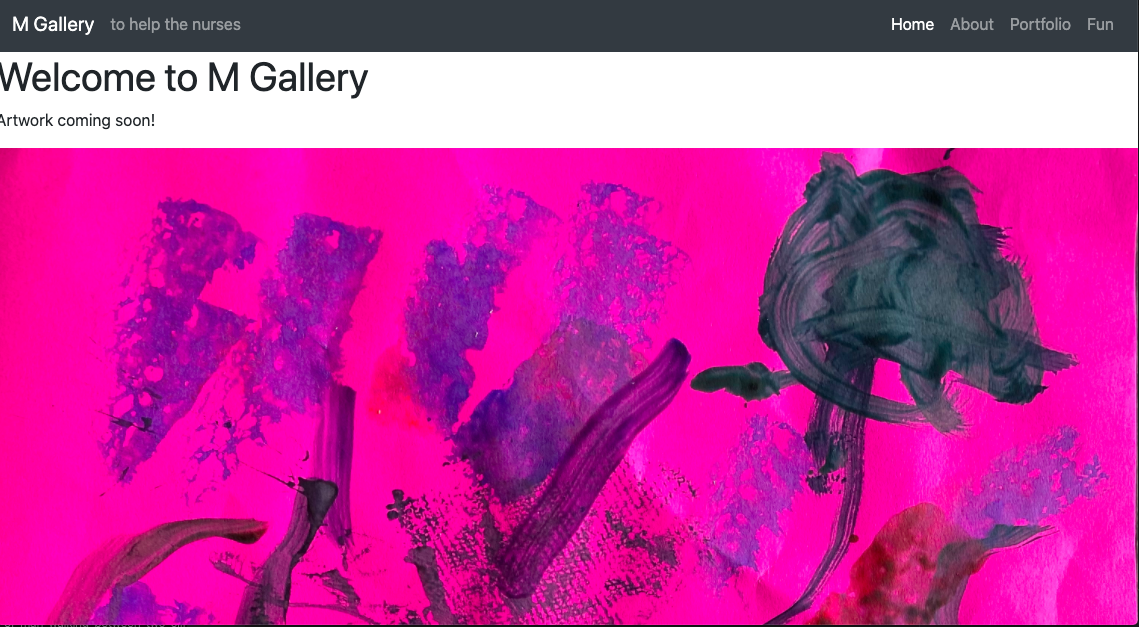 M Gallery to help the nurses Home About Portfolio Fun
Welcome to M Gallery
Artwork coming soon!